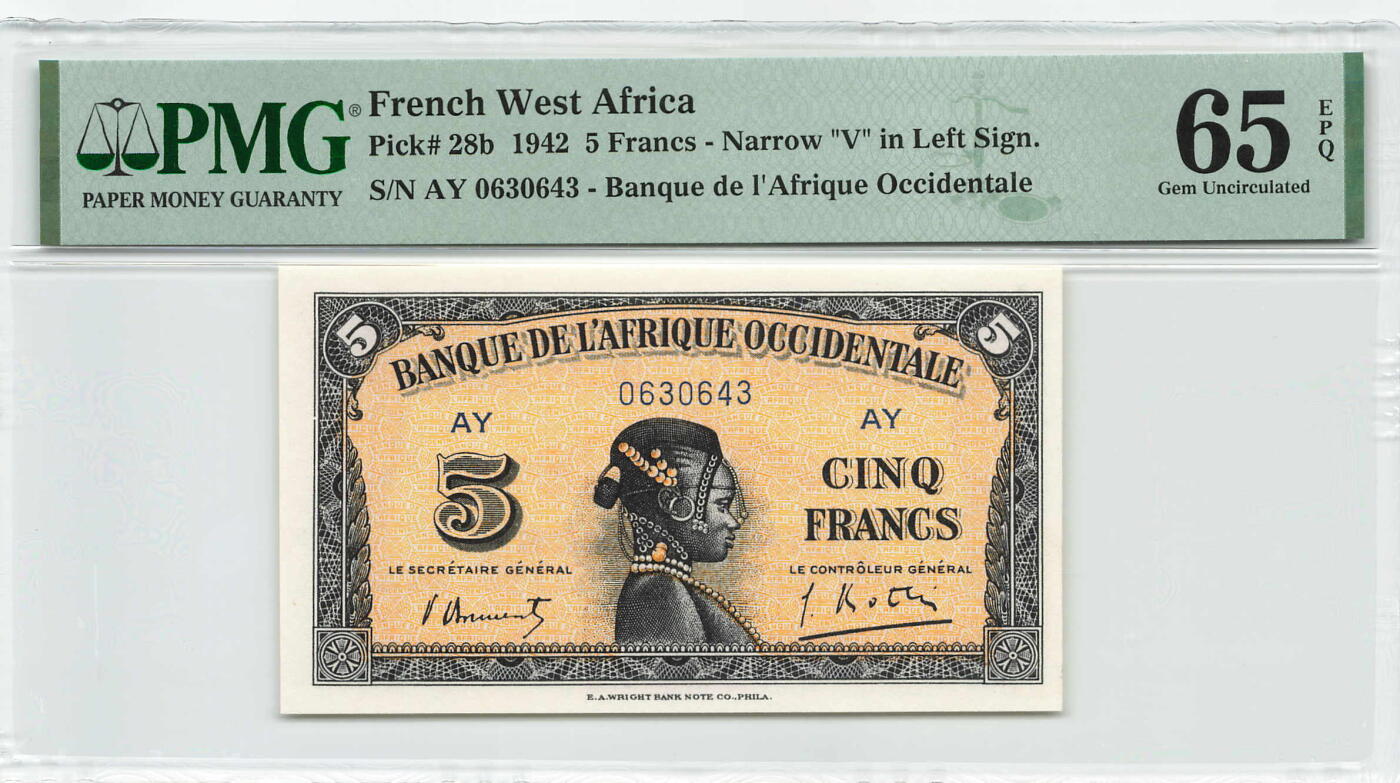 PMG®
PAPER MONEY GUARANTY
French West Africa
Pick# 28b 1942 5 Francs - Narrow "V" in Left Sign.
S/N AY 0630643 - Banque de l'Afrique Occidentale
65
EPQ
Gem Uncirculated
5 5
BANQUE DE L'AFRIQUE OCCIDENTALE
0630643
AY AY
5 CINQ
FRANCS
LE SECRÉTAIRE GÉNÉRAL LE CONTRÔLEUR GÉNÉRAL
E.A.WRIGHT BANK NOTE CO.,PHILA.